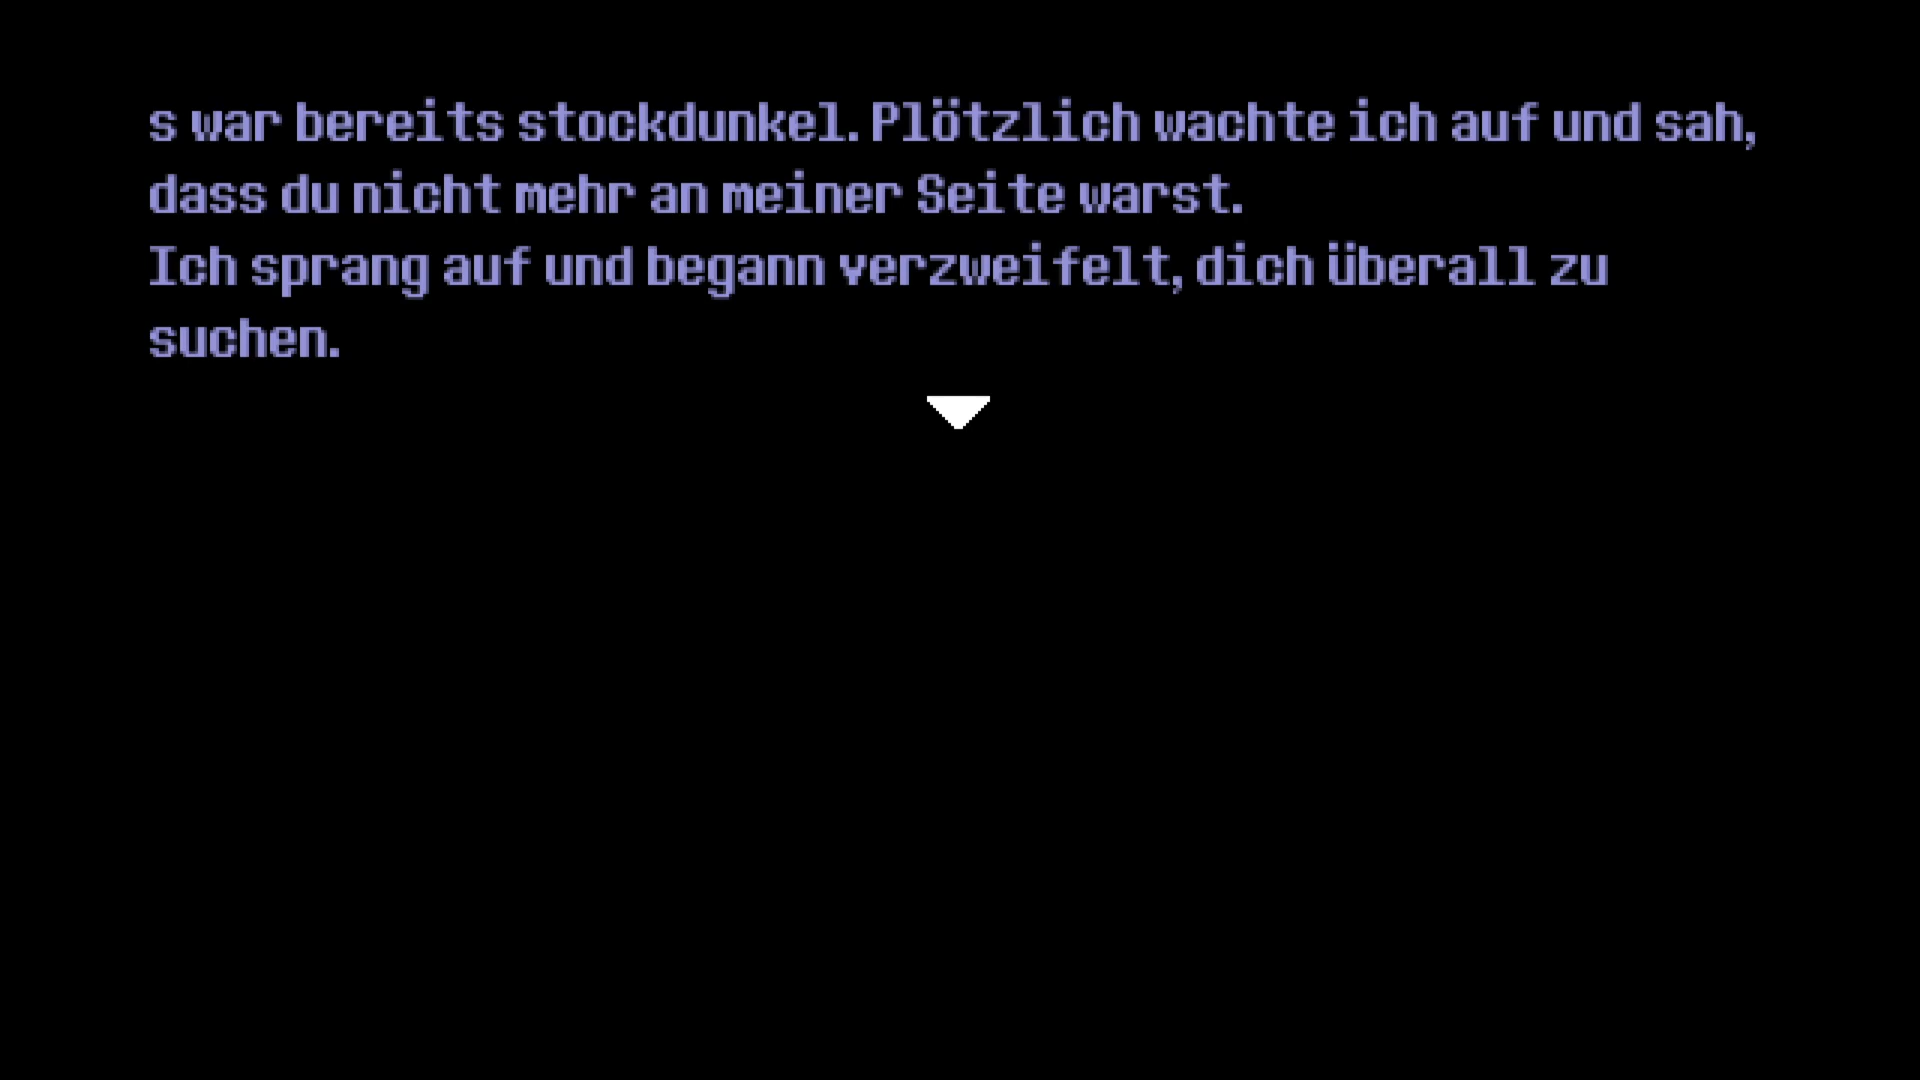 s war bereits stockdunkel. Plötzlich wachte ich auf und sah,
dass du nicht mehr an meiner Seite warst.
Ich sprang auf und begann verzweifelt, dich überall zu
suchen.